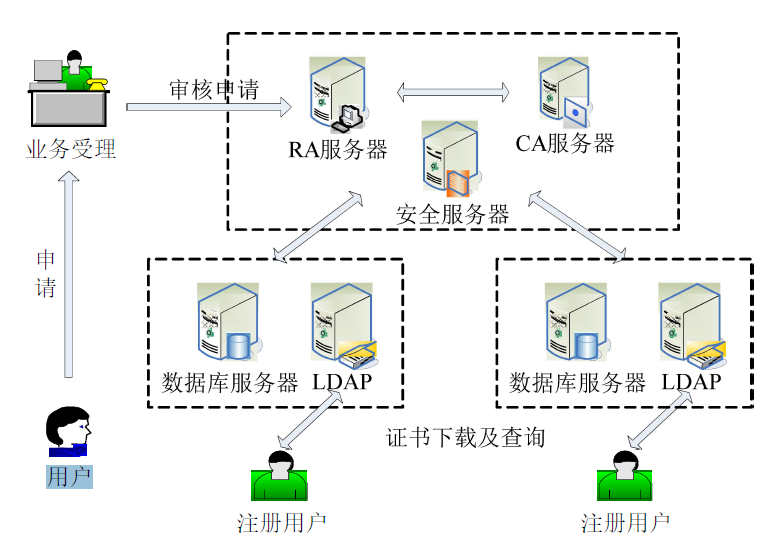 审核申请
业务受理
RA服务器
CA服务器
安全服务器
申
请
数据库服务器
LDAP
数据库服务器
LDAP
证书下载及查询
用户
注册用户
注册用户